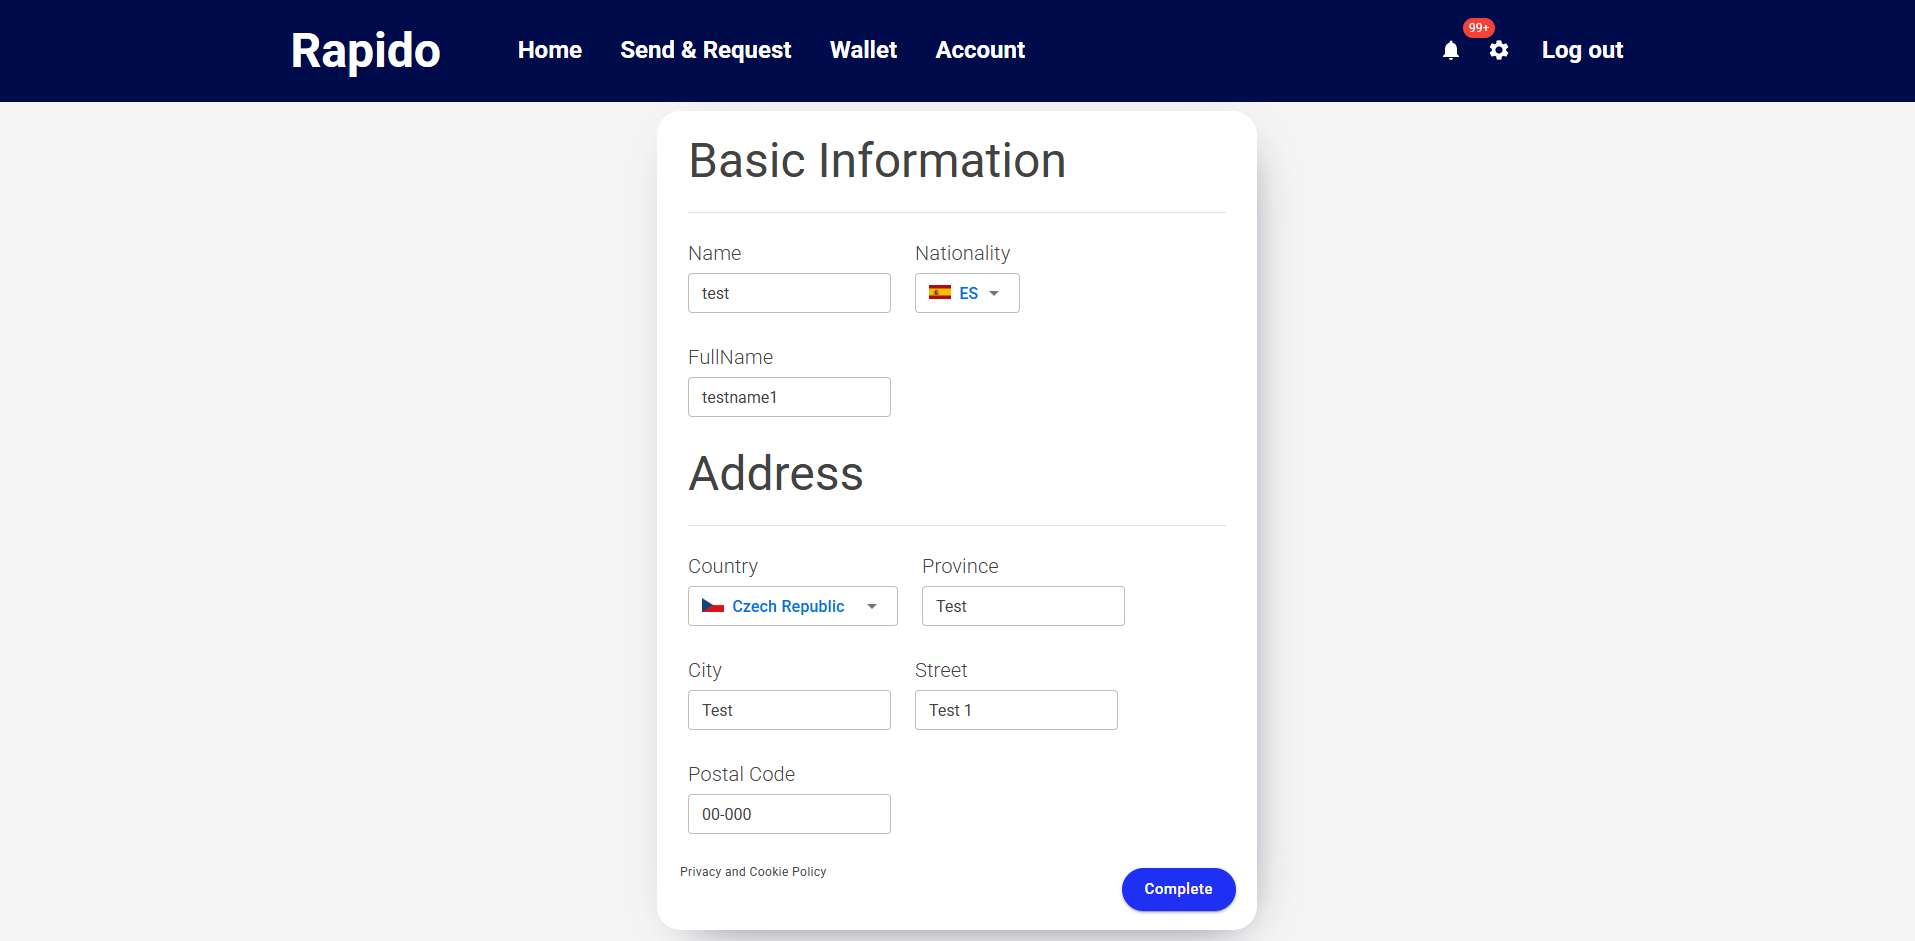 Rapido Home Send & Request Wallet Account 99+ Log out
Basic Information
Name Nationality
test ES
FullName
testname1
Address
Country Province
Czech Republic Test
City Street
Test Test 1
Postal Code
00-000
Privacy and Cookie Policy
Complete